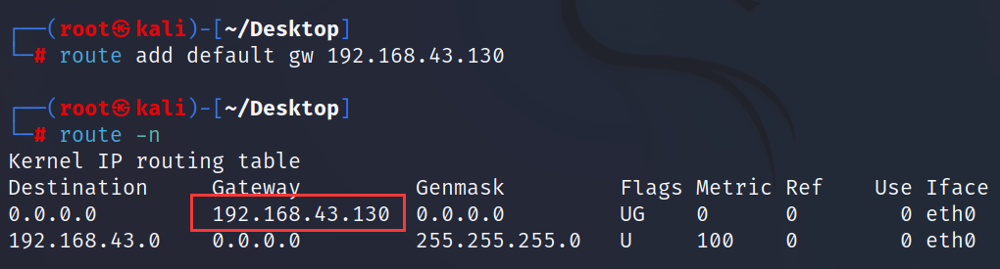 ┌──(root㉿kali)-[~/Desktop]
└─# route add default gw 192.168.43.130
┌──(root㉿kali)-[~/Desktop]
└─# route -n
Kernel IP routing table
Destination     Gateway         Genmask         Flags Metric Ref    Use Iface
0.0.0.0         192.168.43.130  0.0.0.0         UG    0      0        0 eth0
192.168.43.0    0.0.0.0         255.255.255.0   U     100    0        0 eth0